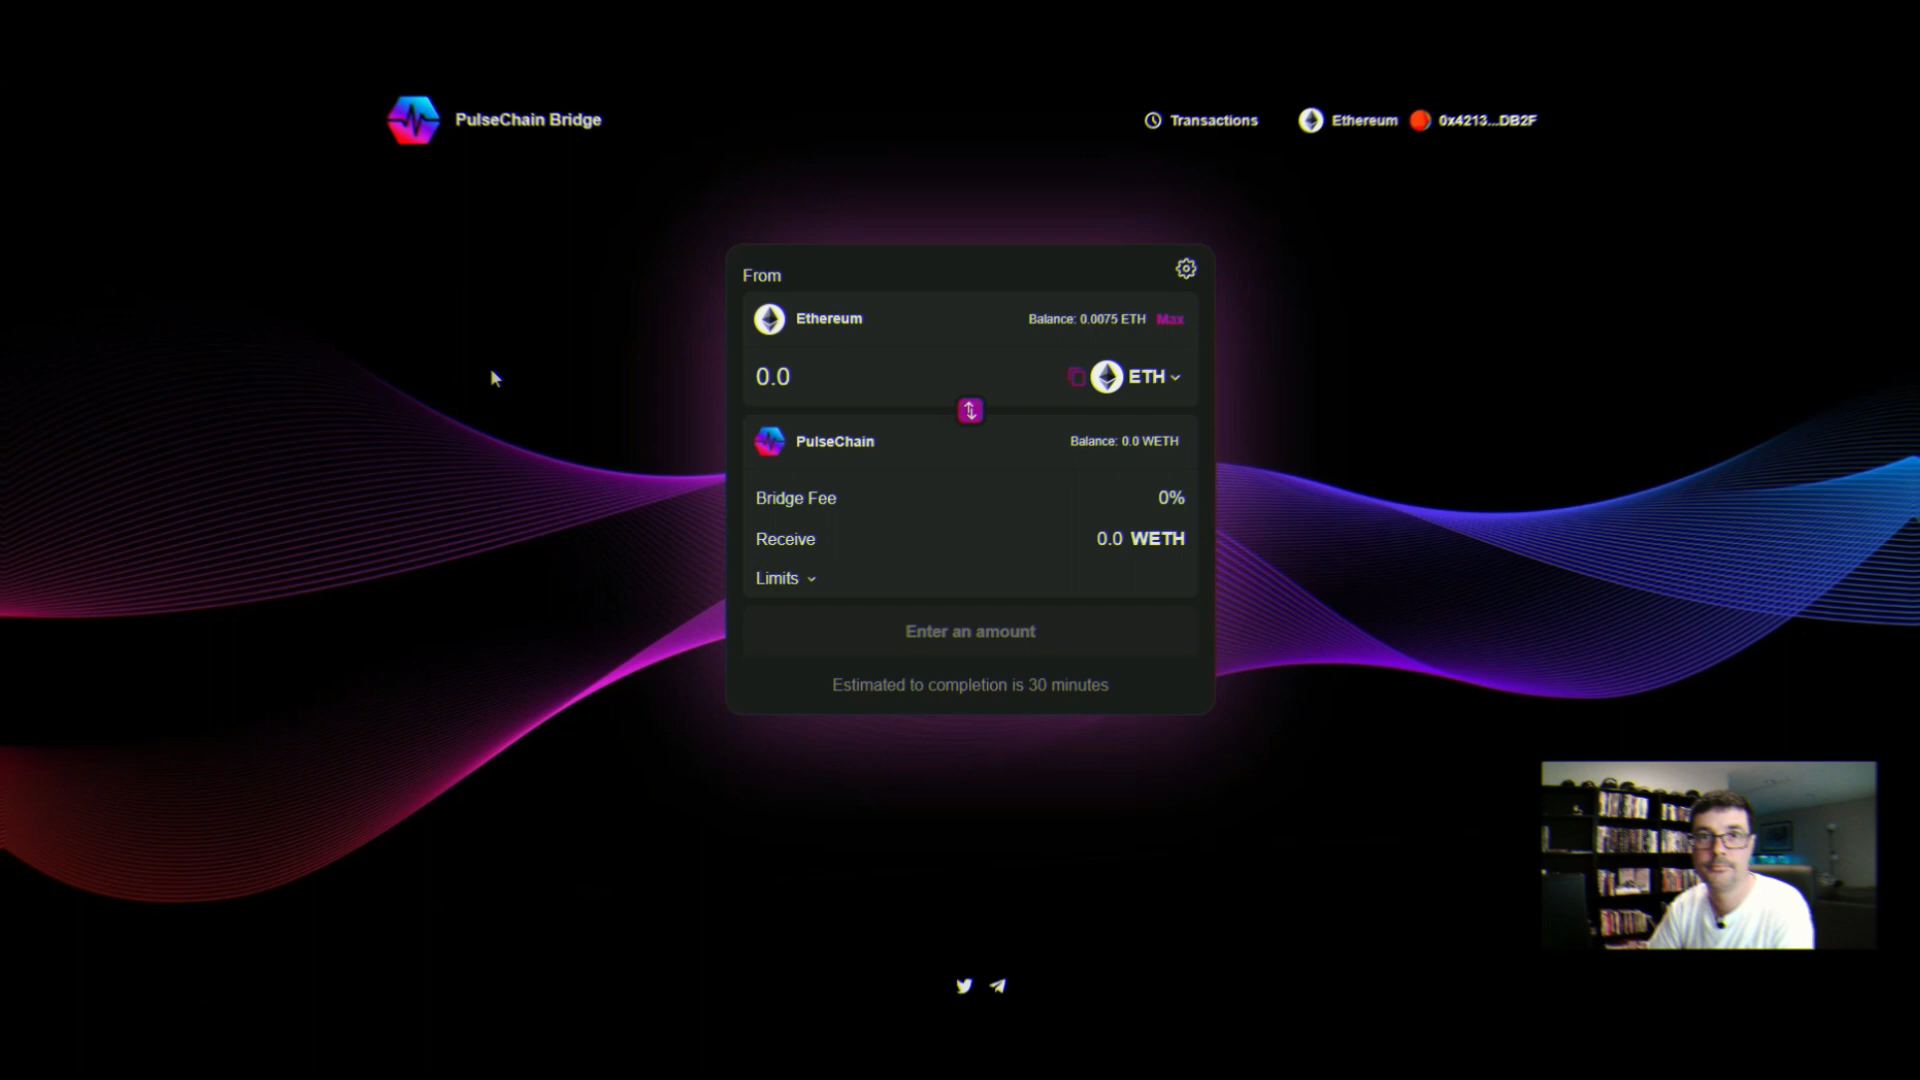 PulseChain Bridge
Transactions
Ethereum
0x4213...DB2F
From
Ethereum
Balance: 0.0075 ETH Max
0.0
ETH
PulseChain
Balance: 0.0 WETH
Bridge Fee
0%
Receive
0.0 WETH
Limits
Enter an amount
Estimated to completion is 30 minutes